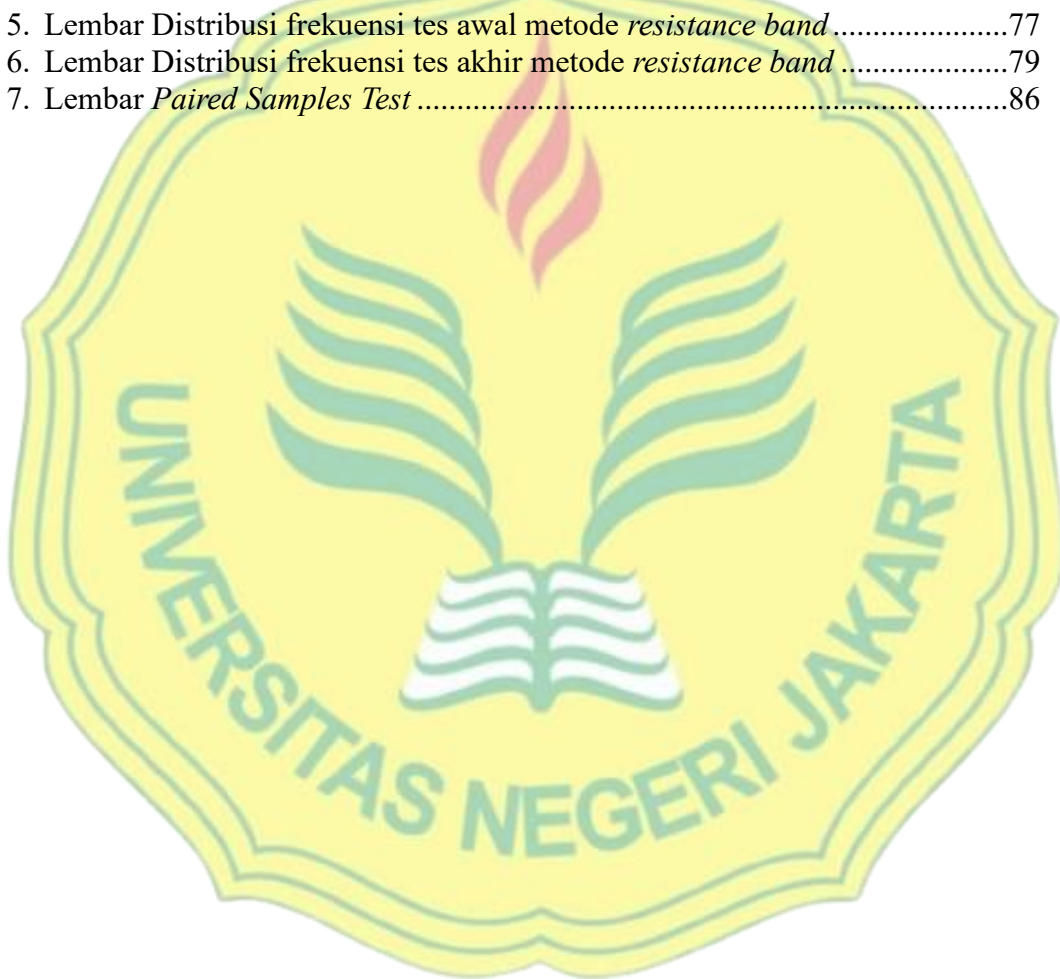 5. Lembar Distribusi frekuensi tes awal metode resistance band ......................77
6. Lembar Distribusi frekuensi tes akhir metode resistance band .....................79
7. Lembar Paired Samples Test ..........................................................................86
UNIVERSITAS NEGERI JAKARTA